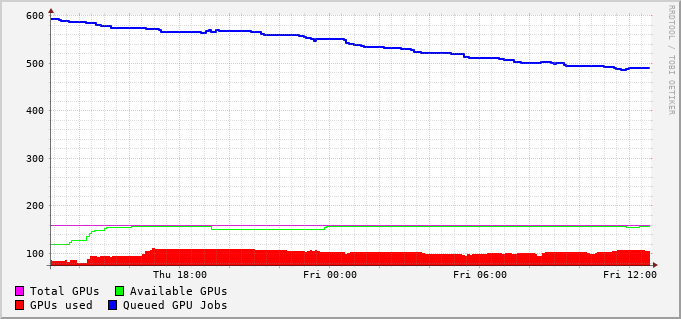 600
500
400
300
200
100
Thu 18:00 Fri 00:00 Fri 06:00 Fri 12:00
Total GPUs Available GPUs
GPUs used Queued GPU Jobs
RRDTOOL / TOBI OETIKER